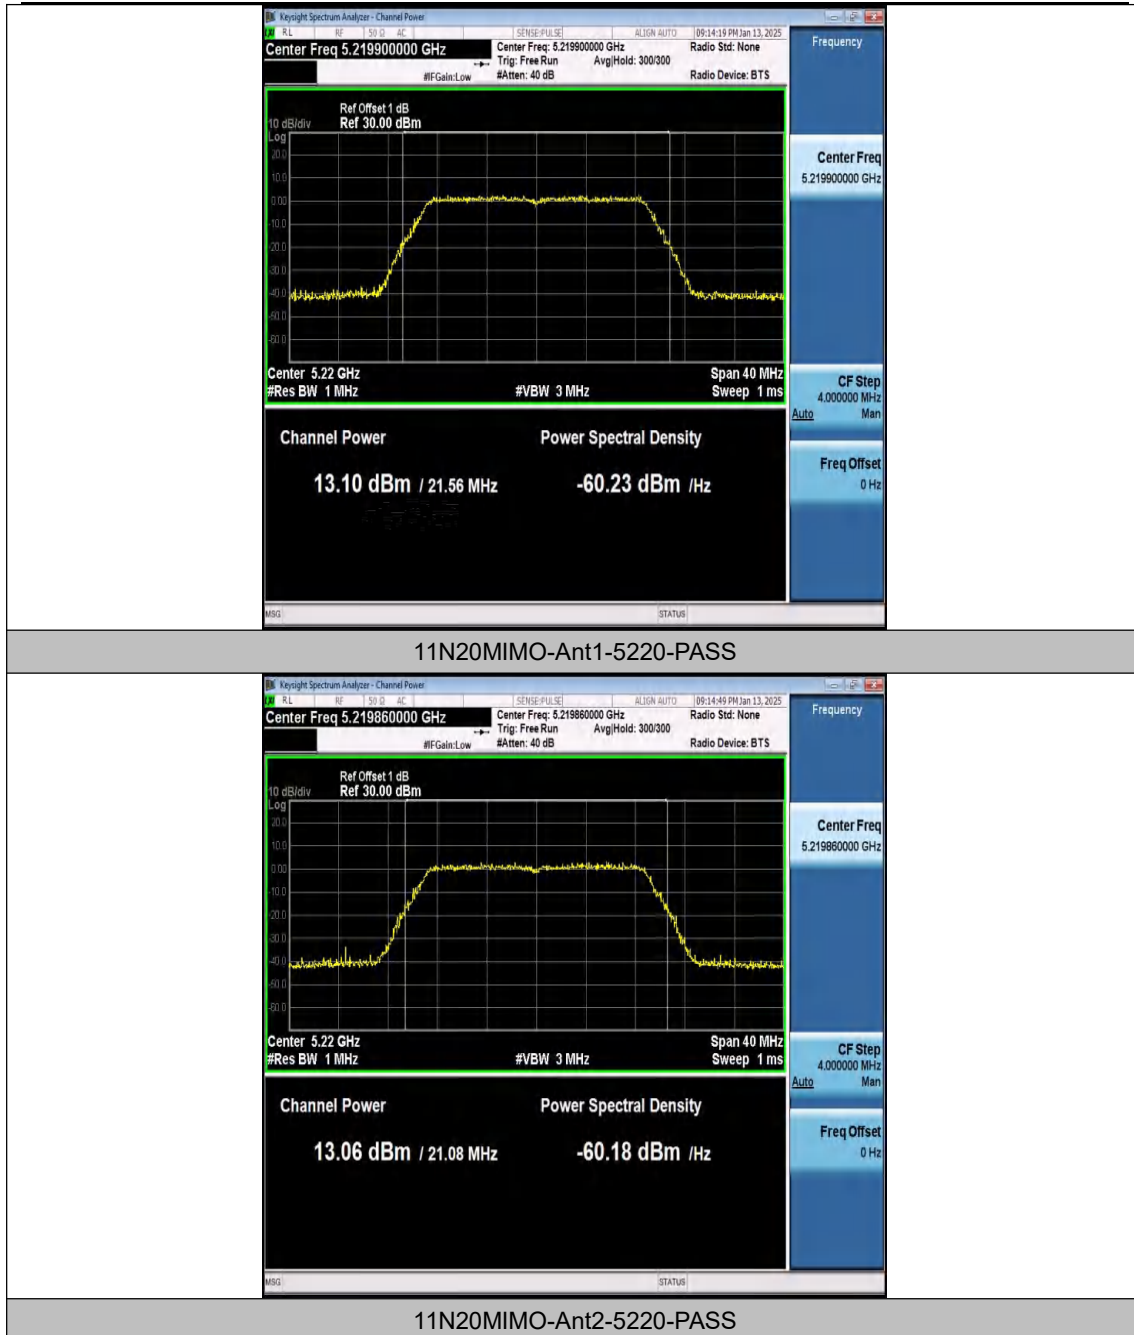 Keysight Spectrum Analyzer - Channel Power
RL RF 50 Ω AC SENSE:PULSE ALIGN AUTO 09:14:19 PM Jan 13, 2025
Center Freq 5.219900000 GHz
Center Freq: 5.219900000 GHz Radio Std: None
Trig: Free Run Avg|Hold: 300/300
#IFGain:Low #Atten: 40 dB Radio Device: BTS
Frequency
Ref Offset 1 dB
10 dB/div Ref 30.00 dBm
Log
20.0
10.0
0.00
-10.0
-20.0
-30.0
-40.0
-50.0
-60.0
Center Freq
5.219900000 GHz
Center 5.22 GHz Span 40 MHz
#Res BW 1 MHz #VBW 3 MHz Sweep 1 ms
CF Step
4.000000 MHz
Auto Man
Channel Power Power Spectral Density
13.10 dBm / 21.56 MHz -60.23 dBm /Hz
Freq Offset
0 Hz
MSG STATUS
11N20MIMO-Ant1-5220-PASS
Keysight Spectrum Analyzer - Channel Power
RL RF 50 Ω AC SENSE:PULSE ALIGN AUTO 09:14:49 PM Jan 13, 2025
Center Freq 5.219860000 GHz
Center Freq: 5.219860000 GHz Radio Std: None
Trig: Free Run Avg|Hold: 300/300
#IFGain:Low #Atten: 40 dB Radio Device: BTS
Frequency
Ref Offset 1 dB
10 dB/div Ref 30.00 dBm
Log
20.0
10.0
0.00
-10.0
-20.0
-30.0
-40.0
-50.0
-60.0
Center Freq
5.219860000 GHz
Center 5.22 GHz Span 40 MHz
#Res BW 1 MHz #VBW 3 MHz Sweep 1 ms
CF Step
4.000000 MHz
Auto Man
Channel Power Power Spectral Density
13.06 dBm / 21.08 MHz -60.18 dBm /Hz
Freq Offset
0 Hz
MSG STATUS
11N20MIMO-Ant2-5220-PASS